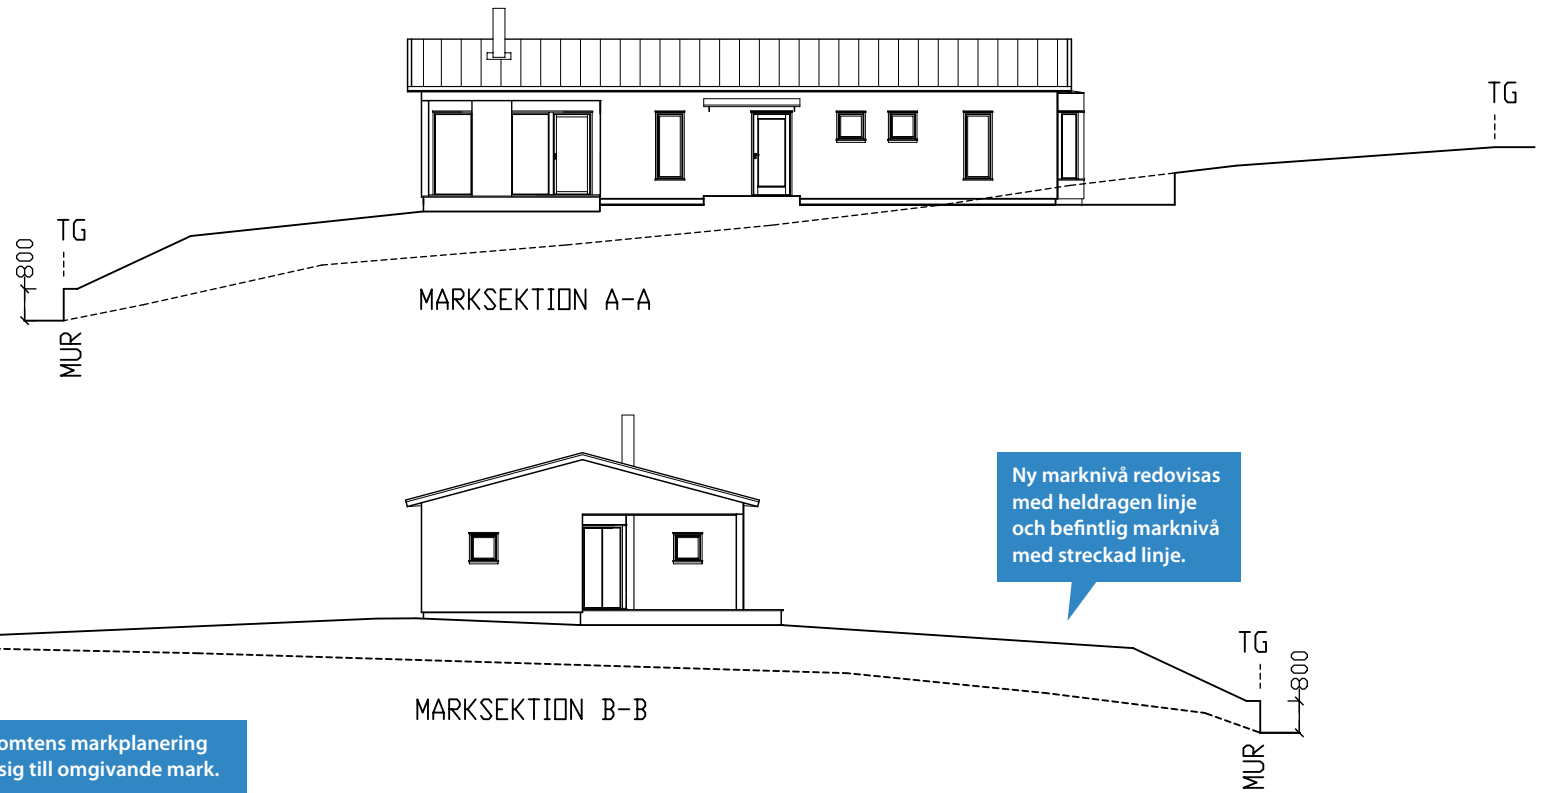 TG
TG
800
MUR
MARKSEKTION A-A
Ny marknivå redovisas
med heldragen linje
och befintlig marknivå
med streckad linje.
TG
800
MUR
MARKSEKTION B-B
omtens markplanering
sig till omgivande mark.